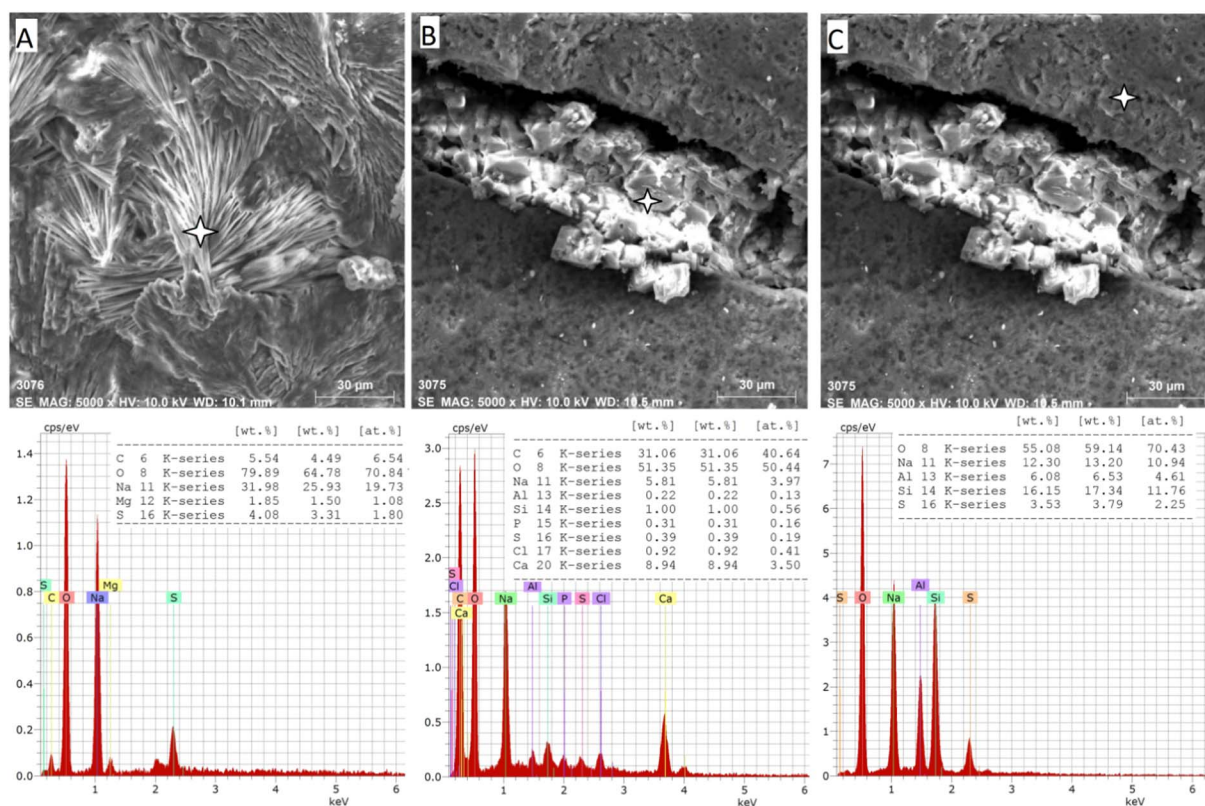 A
B
C
3076
30 µm
SE MAG: 5000 x HV: 10.0 kV WD: 10.1 mm
3075
30 µm
SE MAG: 5000 x HV: 10.0 kV WD: 10.5 mm
3075
30 µm
SE MAG: 5000 x HV: 10.0 kV WD: 10.5 mm
cps/eV
[wt.%] [wt.%] [at.%]
C 6 K-series 5.54 4.49 6.54
O 8 K-series 79.89 64.78 70.84
Na 11 K-series 31.98 25.93 19.73
Mg 12 K-series 1.85 1.50 1.08
S 16 K-series 4.08 3.31 1.80
1.4
1.2
1.0
0.8
0.6
0.4
0.2
0.0
S
C
O
Na
Mg
S
1 2 3 4 5 6
keV
cps/eV
[wt.%] [wt.%] [at.%]
C 6 K-series 31.06 31.06 40.64
O 8 K-series 51.35 51.35 50.44
Na 11 K-series 5.81 5.81 3.97
Al 13 K-series 0.22 0.22 0.13
Si 14 K-series 1.00 1.00 0.56
P 15 K-series 0.31 0.31 0.16
S 16 K-series 0.39 0.39 0.19
Cl 17 K-series 0.92 0.92 0.41
Ca 20 K-series 8.94 8.94 3.50
3.0
2.5
2.0
1.5
1.0
0.5
0.0
S
Cl
C
Ca
O
Na
Al
Si
P
S
Cl
Ca
1 2 3 4 5 6
keV
cps/eV
[wt.%] [wt.%] [at.%]
O 8 K-series 55.08 59.14 70.43
Na 11 K-series 12.30 13.20 10.94
Al 13 K-series 6.08 6.53 4.61
Si 14 K-series 16.15 17.34 11.76
S 16 K-series 3.53 3.79 2.25
7
6
5
4
3
2
1
0
S
O
Na
Al
Si
S
1 2 3 4 5 6
keV